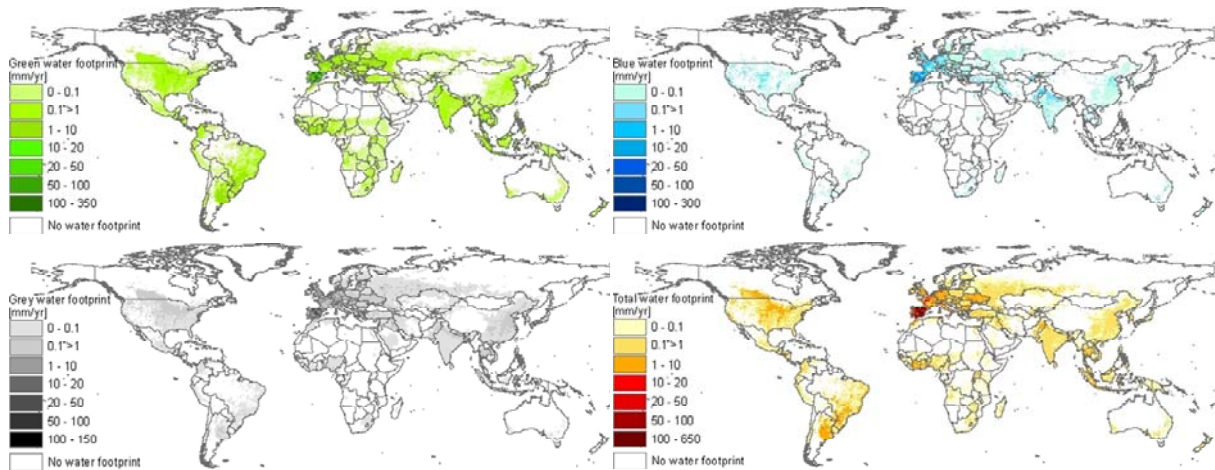 Green water footprint
[mm/yr]
0 - 0.1
0.1 - >1
1 - 10
10 - 20
20 - 50
50 - 100
100 - 350
No water footprint
Blue water footprint
[mm/yr]
0 - 0.1
0.1 - >1
1 - 10
10 - 20
20 - 50
50 - 100
100 - 300
No water footprint
Grey water footprint
[mm/yr]
0 - 0.1
0.1 - >1
1 - 10
10 - 20
20 - 50
50 - 100
100 - 150
No water footprint
Total water footprint
[mm/yr]
0 - 0.1
0.1 - >1
1 - 10
10 - 20
20 - 50
50 - 100
100 - 650
No water footprint